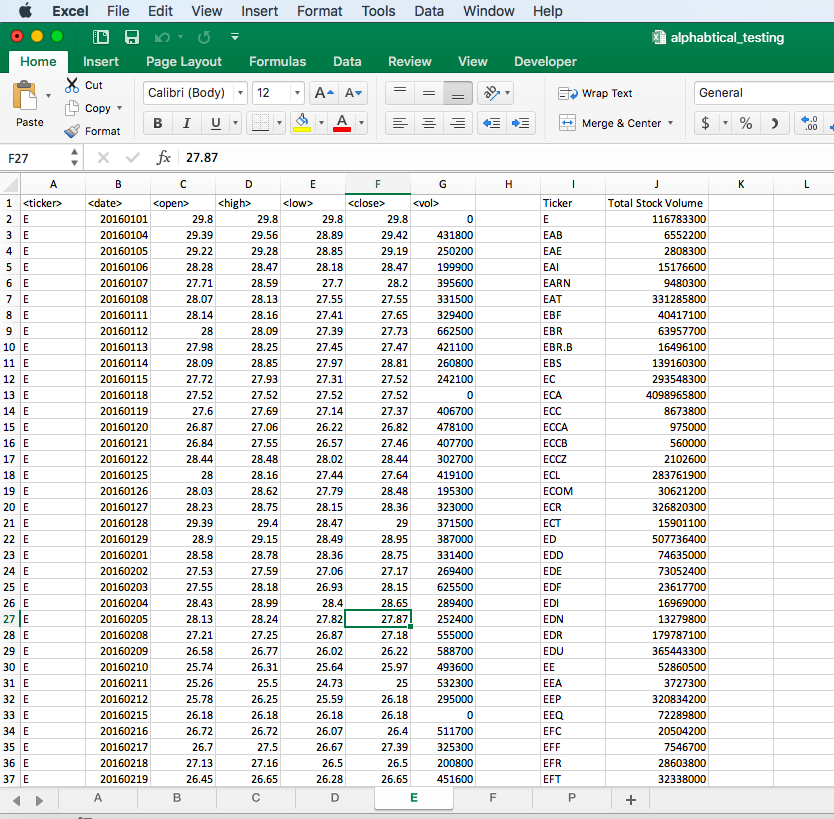 Excel File Edit View Insert Format Tools Data Window Help
alphabtical_testing
Home Insert Page Layout Formulas Data Review View Developer
Cut
Calibri (Body) 12 A A Wrap Text General
Copy
Paste Format B I U A Merge & Center $ % ) .0 .00
F27 fx 27.87
A B C D E F G H I J K L
1 <ticker> <date> <open> <high> <low> <close> <vol> Ticker Total Stock Volume
2 E 20160101 29.8 29.8 29.8 29.8 0 E 116783300
3 E 20160104 29.39 29.56 28.89 29.42 431800 EAB 6552200
4 E 20160105 29.22 29.28 28.85 29.19 250200 EAE 2808300
5 E 20160106 28.28 28.47 28.18 28.47 199900 EAI 15176600
6 E 20160107 27.71 28.59 27.7 28.2 395600 EARN 9480300
7 E 20160108 28.07 28.13 27.55 27.55 331500 EAT 331285800
8 E 20160111 28.14 28.16 27.41 27.65 329400 EBF 40417100
9 E 20160112 28 28.09 27.39 27.73 662500 EBR 63957700
10 E 20160113 27.98 28.25 27.45 27.47 421100 EBR.B 16496100
11 E 20160114 28.09 28.85 27.97 28.81 260800 EBS 139160300
12 E 20160115 27.72 27.93 27.31 27.52 242100 EC 293548300
13 E 20160118 27.52 27.52 27.52 27.52 0 ECA 4098965800
14 E 20160119 27.6 27.69 27.14 27.37 406700 ECC 8673800
15 E 20160120 26.87 27.06 26.22 26.82 478100 ECCA 975000
16 E 20160121 26.84 27.55 26.57 27.46 407700 ECCB 560000
17 E 20160122 28.44 28.48 28.02 28.44 302700 ECCZ 2102600
18 E 20160125 28 28.16 27.44 27.64 419100 ECL 283761900
19 E 20160126 28.03 28.62 27.79 28.48 195300 ECOM 30621200
20 E 20160127 28.23 28.75 28.15 28.36 323000 ECR 326820300
21 E 20160128 29.39 29.4 28.47 29 371500 ECT 15901100
22 E 20160129 28.9 29.15 28.49 28.95 387000 ED 507736400
23 E 20160201 28.58 28.78 28.36 28.75 331400 EDD 74635000
24 E 20160202 27.53 27.59 27.06 27.17 269400 EDE 73052400
25 E 20160203 27.55 28.18 26.93 28.15 625500 EDF 23617700
26 E 20160204 28.43 28.99 28.4 28.65 289400 EDI 16969000
27 E 20160205 28.13 28.24 27.82 27.87 252400 EDN 13279800
28 E 20160208 27.21 27.25 26.87 27.18 555000 EDR 179787100
29 E 20160209 26.58 26.77 26.02 26.22 588700 EDU 365443300
30 E 20160210 25.74 26.31 25.64 25.97 493600 EE 52860500
31 E 20160211 25.26 25.5 24.73 25 532300 EEA 3727300
32 E 20160212 25.78 26.25 25.59 26.18 295000 EEP 320834200
33 E 20160215 26.18 26.18 26.18 26.18 0 EEQ 72289800
34 E 20160216 26.72 26.72 26.07 26.4 511700 EFC 20504200
35 E 20160217 26.7 27.5 26.67 27.39 325300 EFF 7546700
36 E 20160218 27.13 27.16 26.5 26.5 200800 EFR 28603800
37 E 20160219 26.45 26.65 26.28 26.65 451600 EFT 32338000
A B C D E F P +